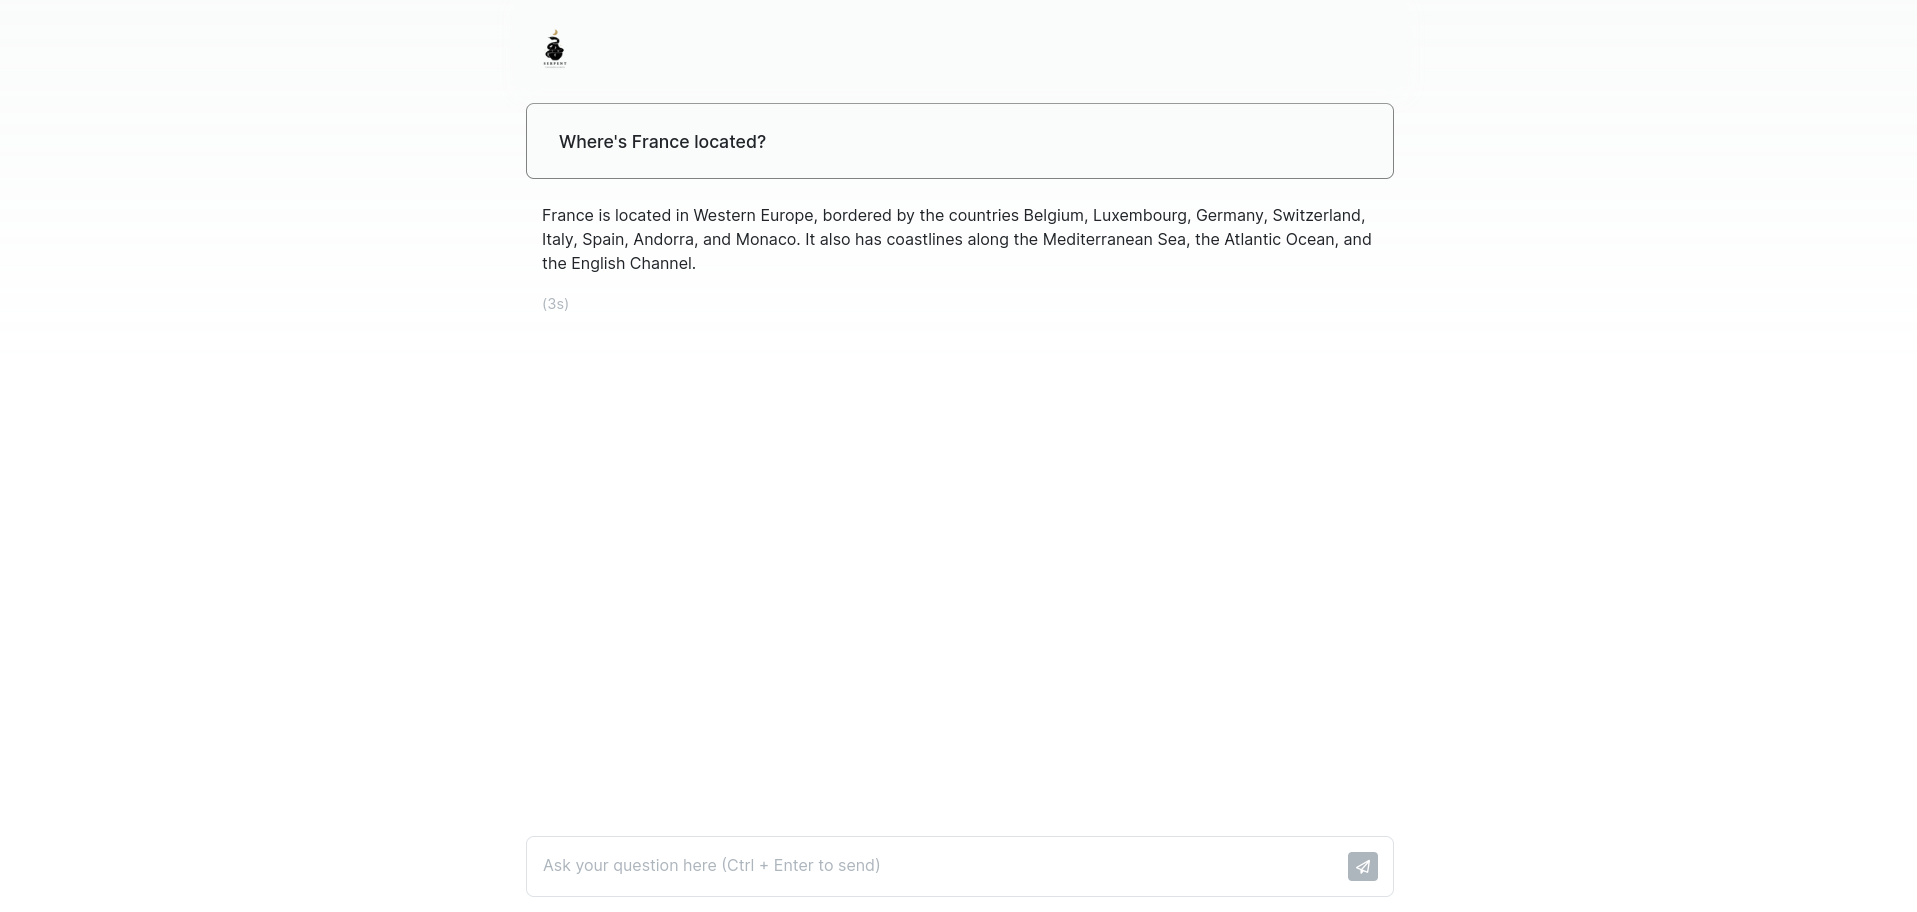 SERPENT
Where's France located?
France is located in Western Europe, bordered by the countries Belgium, Luxembourg, Germany, Switzerland,
Italy, Spain, Andorra, and Monaco. It also has coastlines along the Mediterranean Sea, the Atlantic Ocean, and
the English Channel.
(3s)
Ask your question here (Ctrl + Enter to send)